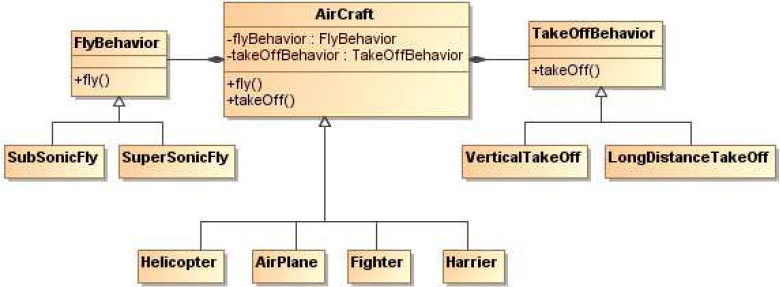 AirCraft
-flyBehavior : FlyBehavior
-takeOffBehavior : TakeOffBehavior
+fly()
+takeOff()
FlyBehavior
+fly()
TakeOffBehavior
+takeOff()
SubSonicFly
SuperSonicFly
VerticalTakeOff
LongDistanceTakeOff
Helicopter
AirPlane
Fighter
Harrier